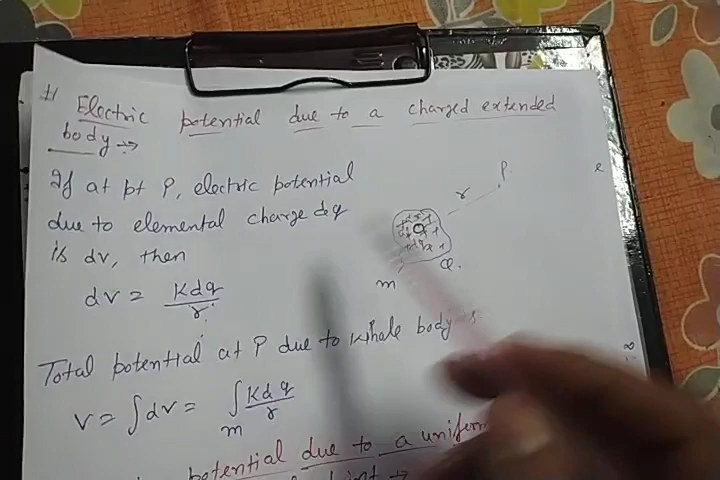 # Electric potential due to a charged extended
body →
If at pt P, electric potential
due to elemental charge dq
is dv, then
dv = Kdq/r
P
r
Q.
m
Total potential at P due to whole body is
v = ∫dv = ∫m Kdq/r
potential due to a uniform